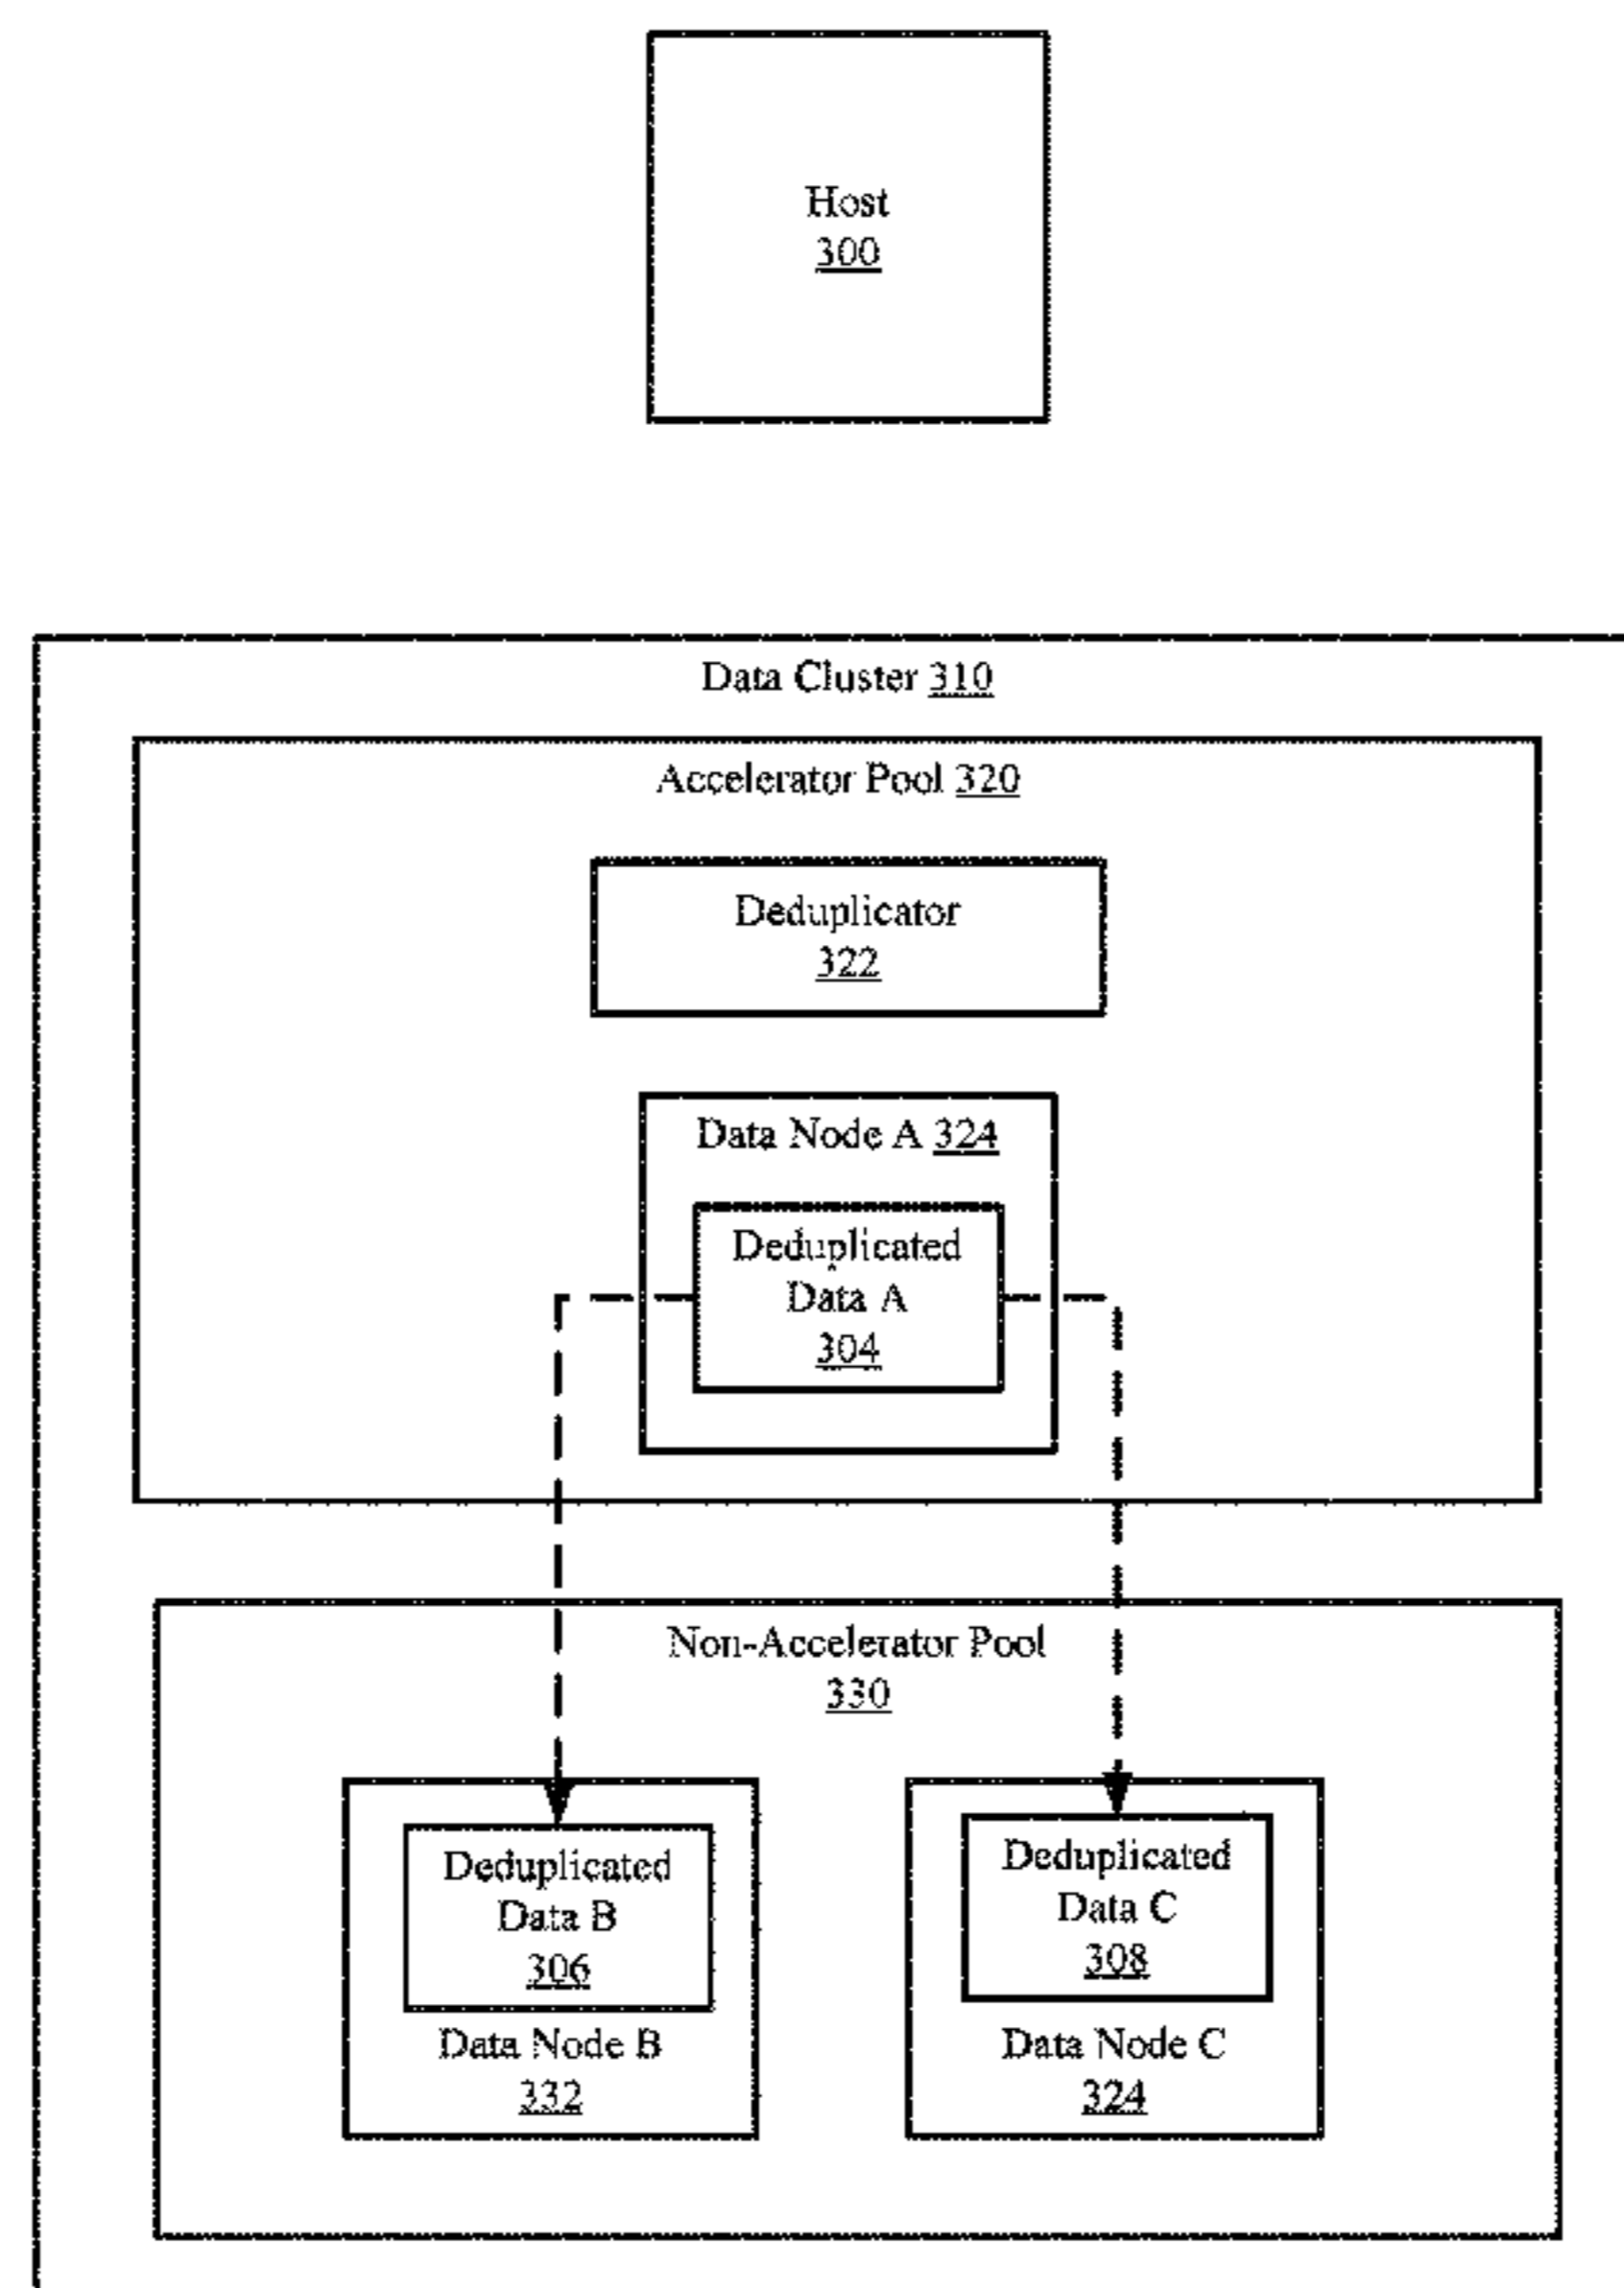 Host
300
Data Cluster 310
Accelerator Pool 320
Deduplicator
322
Data Node A 324
Deduplicated
Data A
304
Non-Accelerator Pool
330
Deduplicated
Data B
306
Data Node B
332
Deduplicated
Data C
308
Data Node C
324